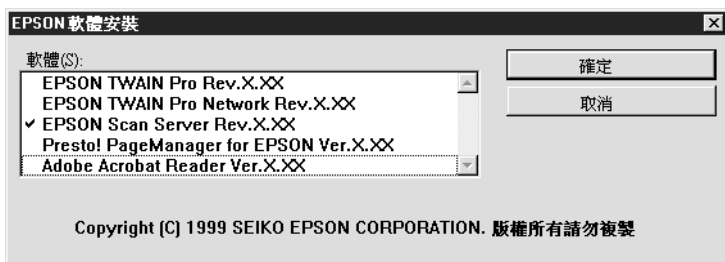 EPSON 軟體安裝
軟體(S):
EPSON TWAIN Pro Rev.X.XX
EPSON TWAIN Pro Network Rev.X.XX
EPSON Scan Server Rev.X.XX
Presto! PageManager for EPSON Ver.X.XX
Adobe Acrobat Reader Ver.X.XX
確定
取消
Copyright (C) 1999 SEIKO EPSON CORPORATION. 版權所有請勿複製